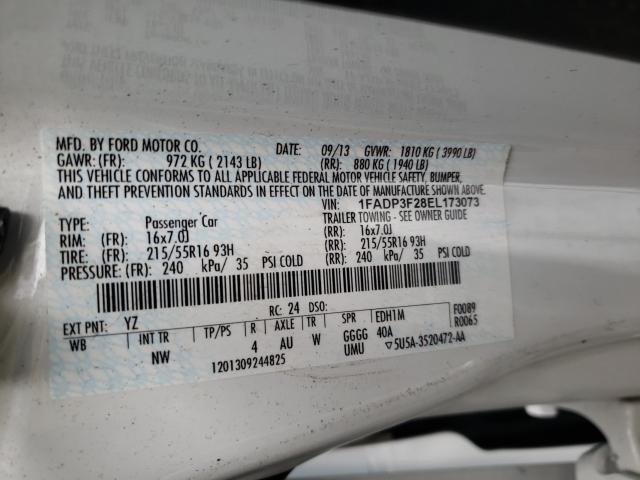 MFD. BY FORD MOTOR CO. DATE: 09/13 GVWR: 1810 KG ( 3990 LB)
GAWR: (FR): 972 KG ( 2143 LB) (RR): 880 KG ( 1940 LB)
THIS VEHICLE CONFORMS TO ALL APPLICABLE FEDERAL MOTOR VEHICLE SAFETY, BUMPER,
AND THEFT PREVENTION STANDARDS IN EFFECT ON THE DATE OF MANUFACTURE SHOWN ABOVE.
VIN: 1FADP3F28EL173073
TYPE: Passenger Car TRAILER TOWING - SEE OWNER GUIDE
RIM: (FR): 16x7.0J (RR): 16x7.0J
TIRE: (FR): 215/55R16 93H (RR): 215/55R16 93H
PRESSURE: (FR): 240 kPa/ 35 PSI COLD (RR): 240 kPa/ 35 PSI COLD
EXT PNT: YZ RC: 24 DSO:
WB INT TR TP/PS R AXLE TR SPR EDH1M F0089
NW 4 AU W GGGG 40A R0065
1201309244825 UMU ▽5U5A-3520472-AA